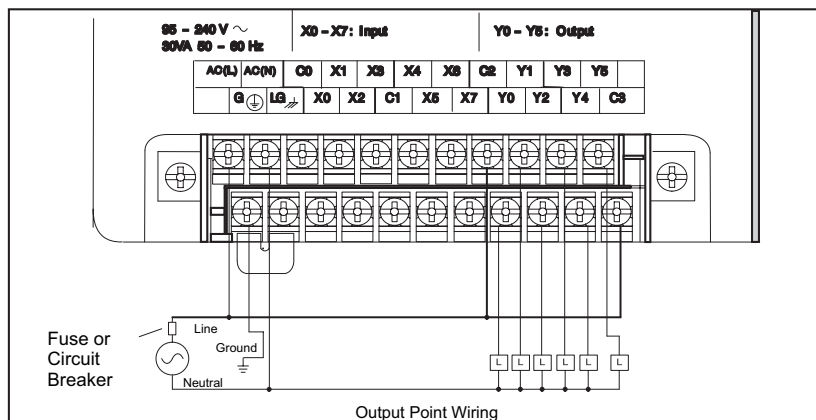 95 – 240 V ~ X0 – X7: Input Y0 – Y5: Output
30VA 50 – 60 Hz
AC(L) AC(N) C0 X1 X3 X4 X6 C2 Y1 Y3 Y5
G LG X0 X2 C1 X5 X7 Y0 Y2 Y4 C3
Fuse or
Circuit
Breaker
Line
Ground
Neutral
L L L L L L
Output Point Wiring